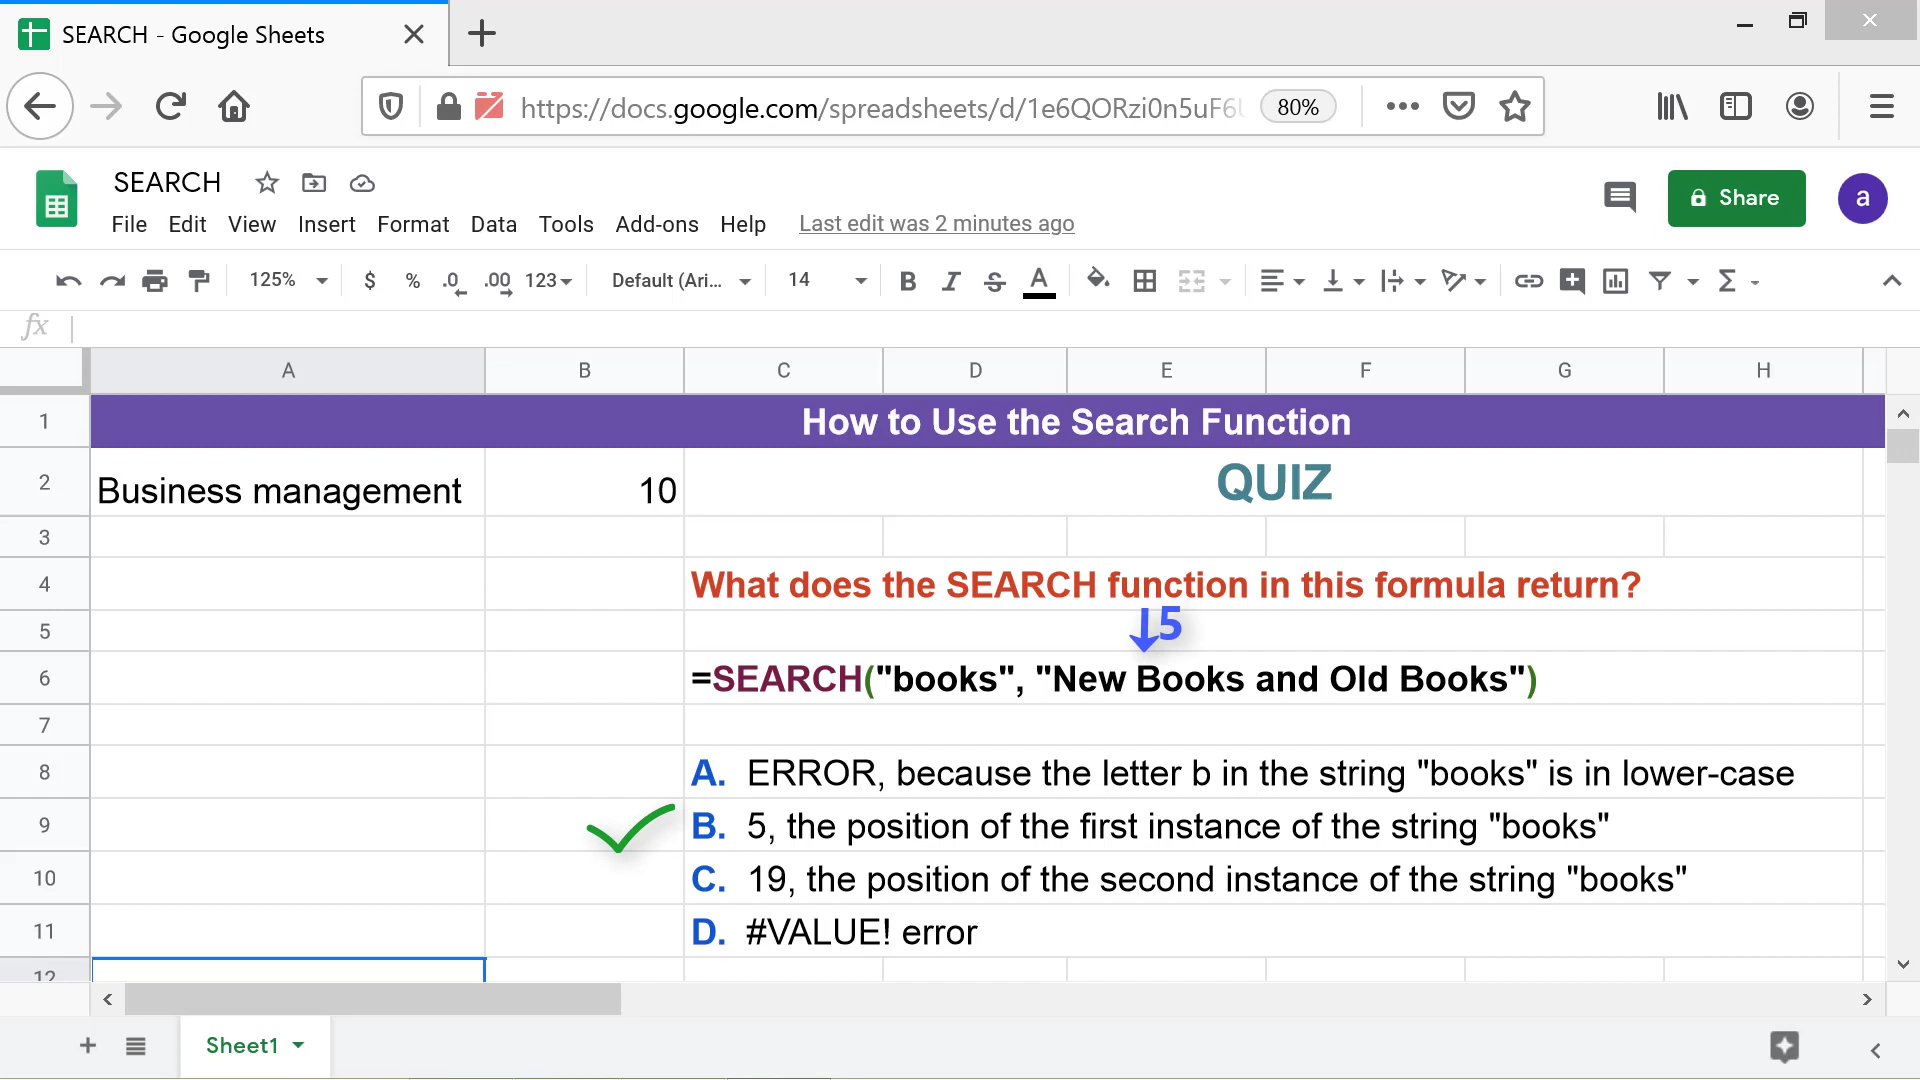 SEARCH - Google Sheets
https://docs.google.com/spreadsheets/d/1e6QORzi0n5uF6
80%
SEARCH
File Edit View Insert Format Data Tools Add-ons Help Last edit was 2 minutes ago
Share
a
125% $ % .0 .00 123 Default (Ari... 14 B I S A Σ
fx
A B C D E F G H
1 How to Use the Search Function
2 Business management 10 QUIZ
3
4 What does the SEARCH function in this formula return?
5 5
6 =SEARCH("books", "New Books and Old Books")
7
8 A. ERROR, because the letter b in the string "books" is in lower-case
9 B. 5, the position of the first instance of the string "books"
10 C. 19, the position of the second instance of the string "books"
11 D. #VALUE! error
12
Sheet1